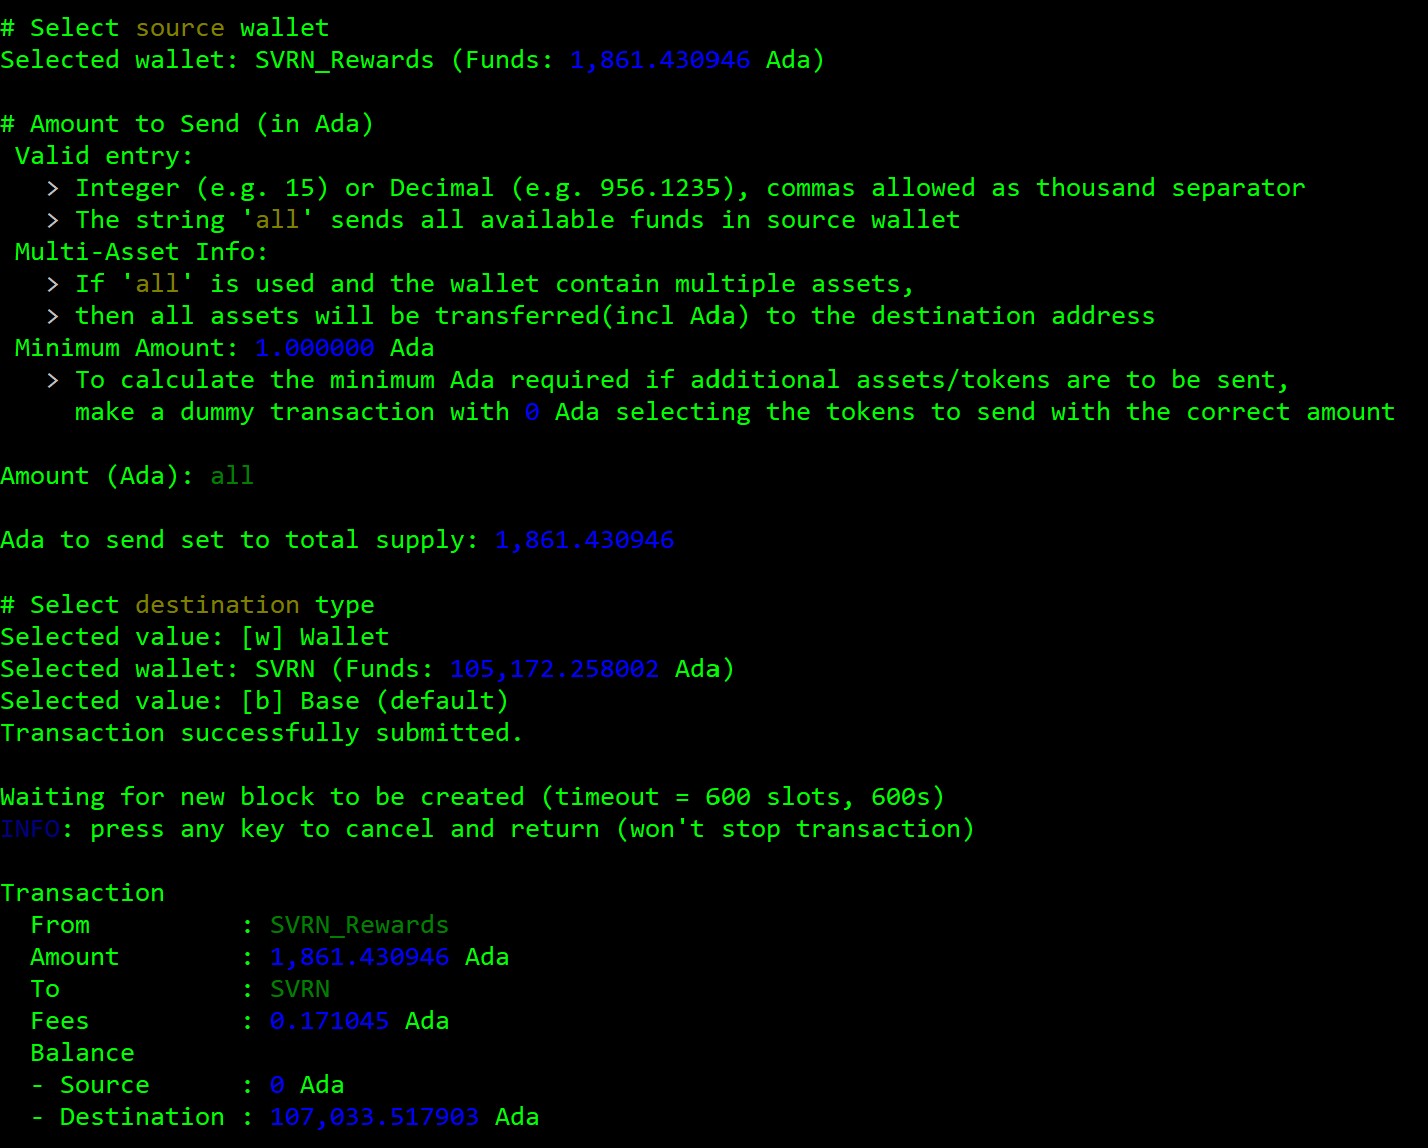 # Select source wallet
Selected wallet: SVRN_Rewards (Funds: 1,861.430946 Ada)
# Amount to Send (in Ada)
Valid entry:
> Integer (e.g. 15) or Decimal (e.g. 956.1235), commas allowed as thousand separator
> The string 'all' sends all available funds in source wallet
Multi-Asset Info:
> If 'all' is used and the wallet contain multiple assets,
> then all assets will be transferred(incl Ada) to the destination address
Minimum Amount: 1.000000 Ada
> To calculate the minimum Ada required if additional assets/tokens are to be sent,
make a dummy transaction with 0 Ada selecting the tokens to send with the correct amount
Amount (Ada): all
Ada to send set to total supply: 1,861.430946
# Select destination type
Selected value: [w] Wallet
Selected wallet: SVRN (Funds: 105,172.258002 Ada)
Selected value: [b] Base (default)
Transaction successfully submitted.
Waiting for new block to be created (timeout = 600 slots, 600s)
INFO: press any key to cancel and return (won't stop transaction)
Transaction
From : SVRN_Rewards
Amount : 1,861.430946 Ada
To : SVRN
Fees : 0.171045 Ada
Balance
- Source : 0 Ada
- Destination : 107,033.517903 Ada